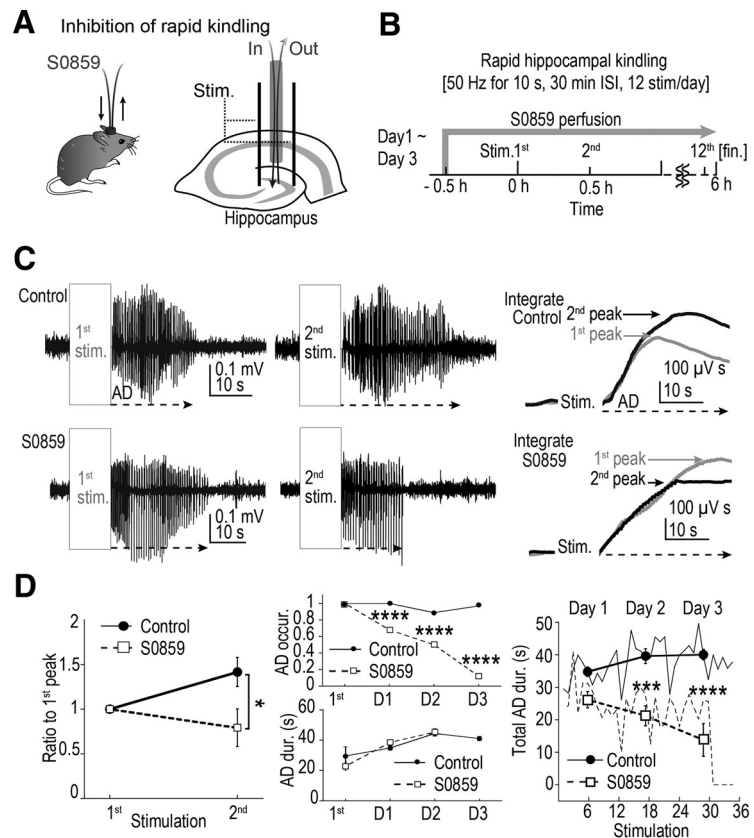 A
Inhibition of rapid kindling
S0859
In Out
Stim.
Hippocampus
B
Rapid hippocampal kindling
[50 Hz for 10 s, 30 min ISI, 12 stim/day]
S0859 perfusion
Day1 ~
Day 3
Stim.1st 2nd 12th [fin.]
- 0.5 h 0 h 0.5 h 6 h
Time
C
Control
1st
stim.
AD
0.1 mV
10 s
2nd
stim.
Integrate
Control
2nd peak
1st peak
100 µV s
10 s
Stim. AD
S0859
1st
stim.
0.1 mV
10 s
2nd
stim.
Integrate
S0859
1st peak
2nd peak
100 µV s
10 s
Stim.
D
Ratio to 1st peak
2
1.5
1
0.5
0
Control
S0859
*
1st 2nd
Stimulation
AD occur.
1
0.8
0.6
0.4
0.2
0
****
****
****
Control
S0859
1st D1 D2 D3
AD dur. (s)
60
40
20
0
Control
S0859
1st D1 D2 D3
Total AD dur. (s)
50
40
30
20
40
0
Day 1 Day 2 Day 3
*** ****
Control
S0859
6 12 18 24 30 36
Stimulation